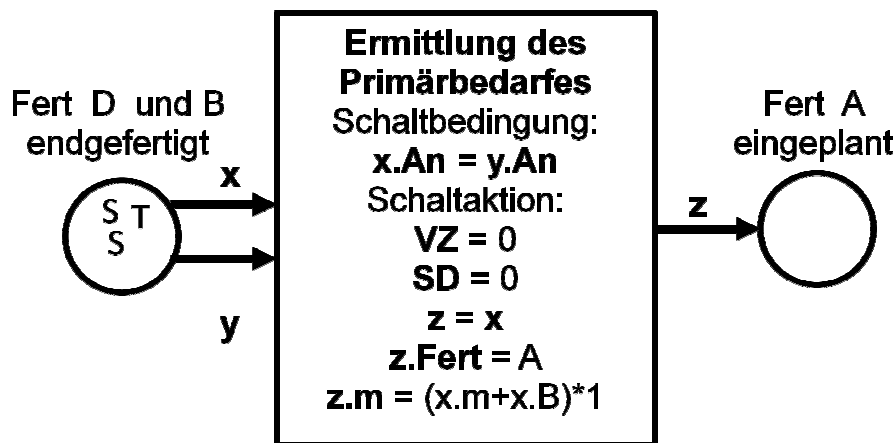 Fert D und B
endgefertigt
S T
S
x
y
Ermittlung des
Primärbedarfes
Schaltbedingung:
x.An = y.An
Schaltaktion:
VZ = 0
SD = 0
z = x
z.Fert = A
z.m = (x.m+x.B)*1
z
Fert A
eingeplant